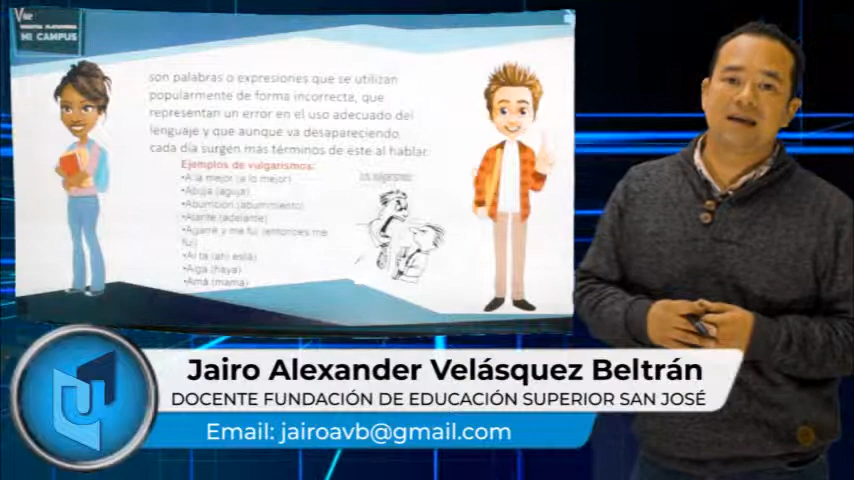 MI CAMPUS
son palabras o expresiones que se utilizan
popularmente de forma incorrecta, que
representan un error en el uso adecuado del
lenguaje y que aunque va desapareciendo,
cada día surgen más términos de este al hablar.
Ejemplos de vulgarismos:
•A la mejor (a lo mejor)
•Abuja (aguja)
•Aburrición (aburrimiento)
•Alante (adelante)
•Agarré y me fui (entonces me
fui)
•Ai ta (ahí está)
•Aiga (haya)
•Amá (mamá)
Jairo Alexander Velásquez Beltrán
DOCENTE FUNDACIÓN DE EDUCACIÓN SUPERIOR SAN JOSÉ
Email: jairoavb@gmail.com